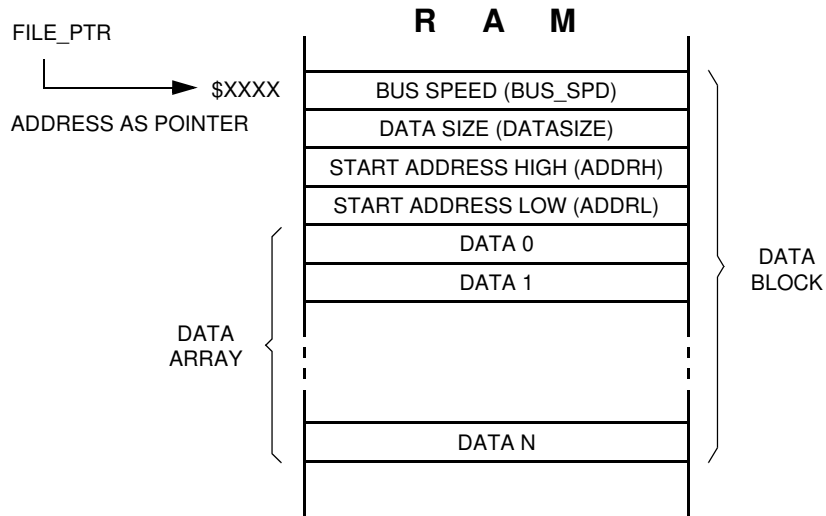 R A M
FILE_PTR
$XXXX
ADDRESS AS POINTER
BUS SPEED (BUS_SPD)
DATA SIZE (DATASIZE)
START ADDRESS HIGH (ADDRH)
START ADDRESS LOW (ADDRL)
DATA 0
DATA 1
DATA N
DATA
ARRAY
DATA
BLOCK